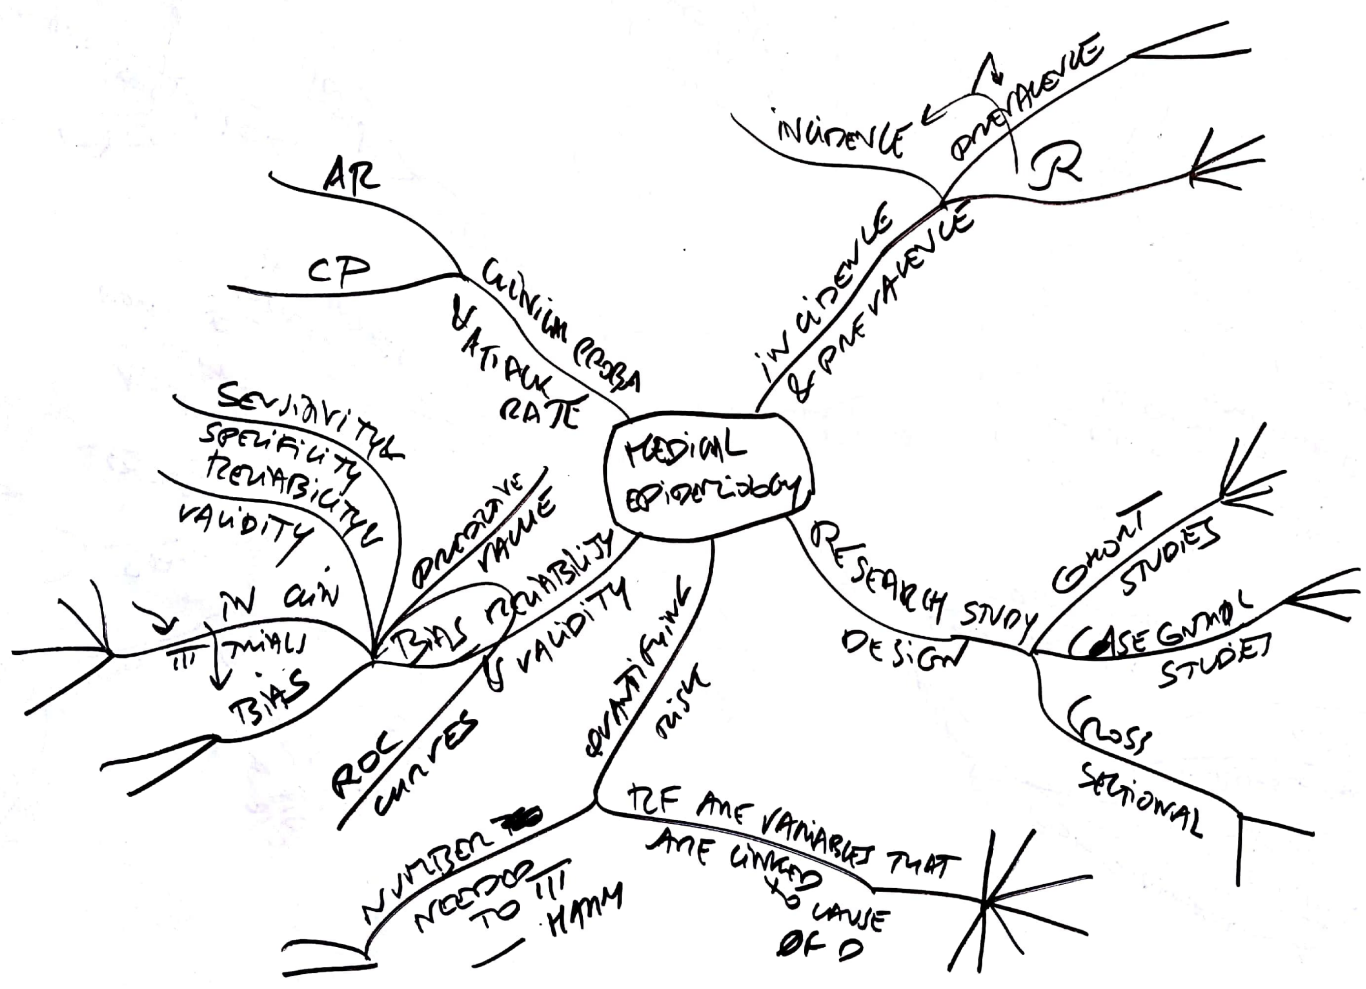 MEDICAL
EPIDEMIOLOGY
INCIDENCE
& PREVALENCE
INCIDENCE
PREVALENCE
R
RESEARCH STUDY
DESIGN
COHORT
STUDIES
CASE CONTROL
STUDIES
CROSS
SECTIONAL
QUANTIFYING
RISK
RF ARE VARIABLES THAT
ARE LINKED
TO CAUSE
OF D
NUMBER
NEEDED
TO
HARM
RELIABILITY
& VALIDITY
PREDICTIVE
VALUE
BIAS
ROC
CURVES
SENSITIVITY &
SPECIFICITY
RELIABILITY &
VALIDITY
IN CLIN
TRIALS
BIAS
CLINICAL PROBA
& ATTACK
RATE
AR
CP